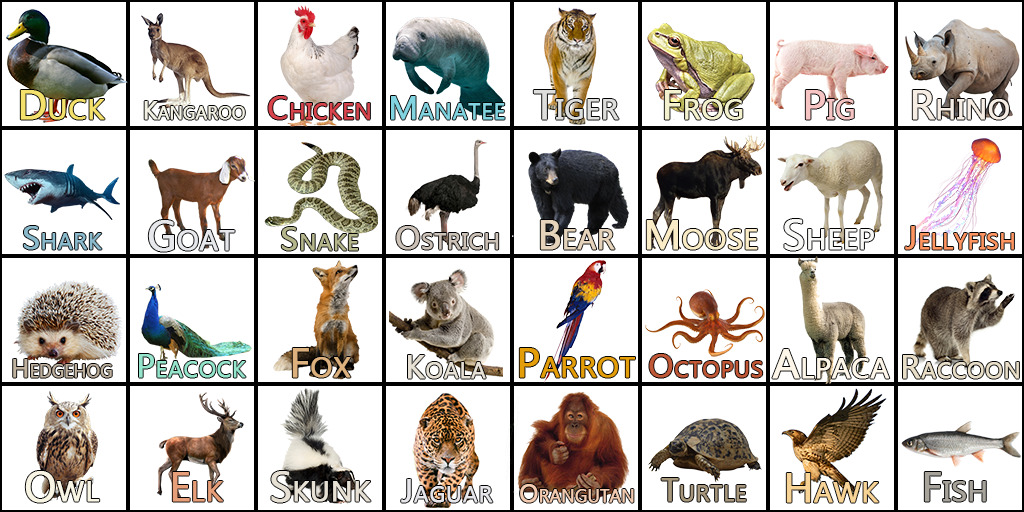 Duck
Kangaroo
Chicken
Manatee
Tiger
Frog
Pig
Rhino
Shark
Goat
Snake
Ostrich
Bear
Moose
Sheep
Jellyfish
Hedgehog
Peacock
Fox
Koala
Parrot
Octopus
Alpaca
Raccoon
Owl
Elk
Skunk
Jaguar
Orangutan
Turtle
Hawk
Fish